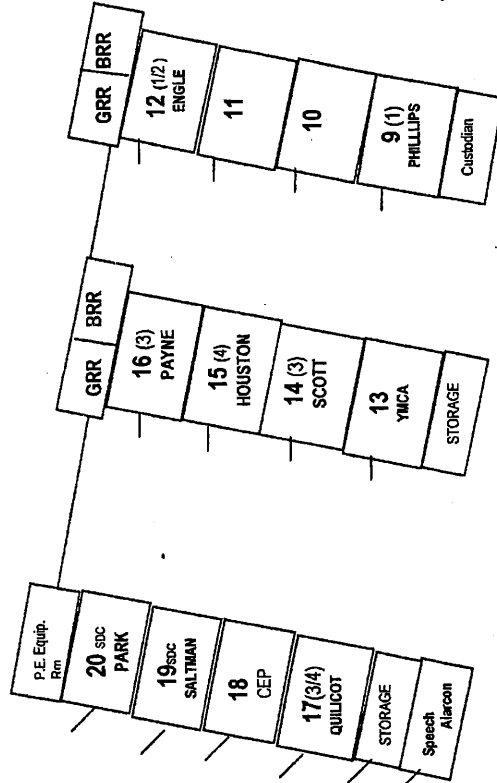 GRR BRR
12 (1/2)
ENGLE
11
10
9 (1)
PHILLIPS
Custodian
GRR BRR
16 (3)
PAYNE
15 (4)
HOUSTON
14 (3)
SCOTT
13
YMCA
STORAGE
P.E. Equip.
Rm
20 SDC
PARK
19 SDC
SALTMAN
18
CEP
17(3/4)
QUILICOT
STORAGE
Speech
Alarcon